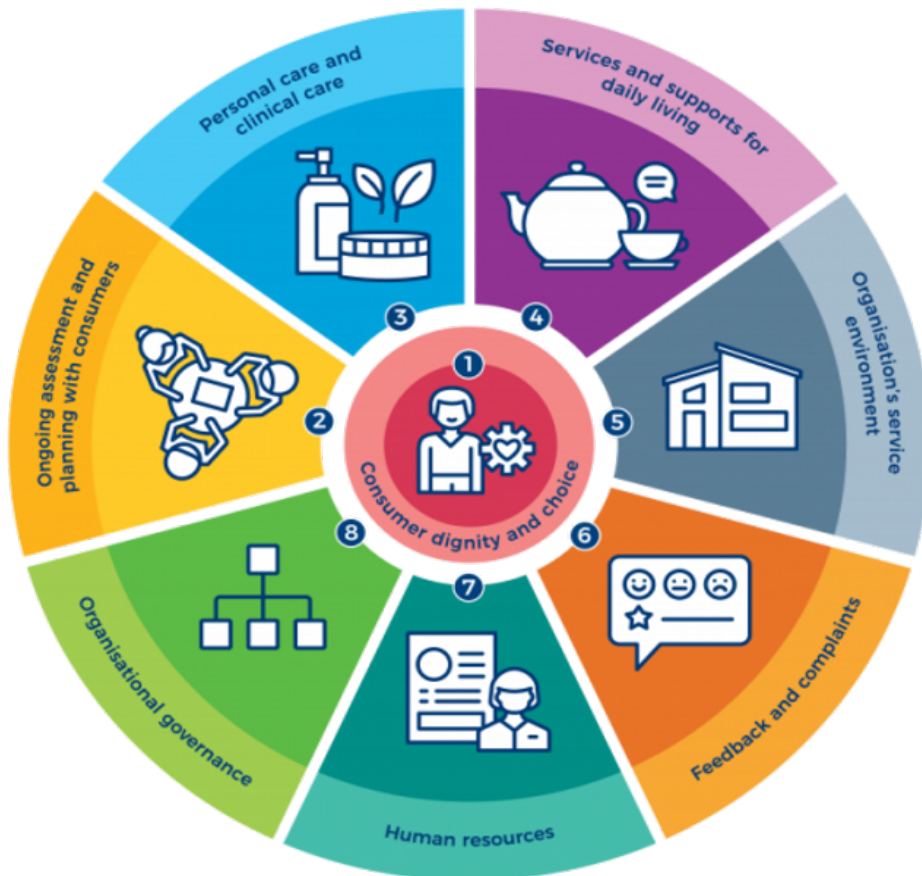 1
Consumer dignity and choice
2
Ongoing assessment and
planning with consumers
3
Personal care and
clinical care
4
Services and supports for
daily living
5
Organisation's service
environment
6
Feedback and complaints
7
Human resources
8
Organisational governance